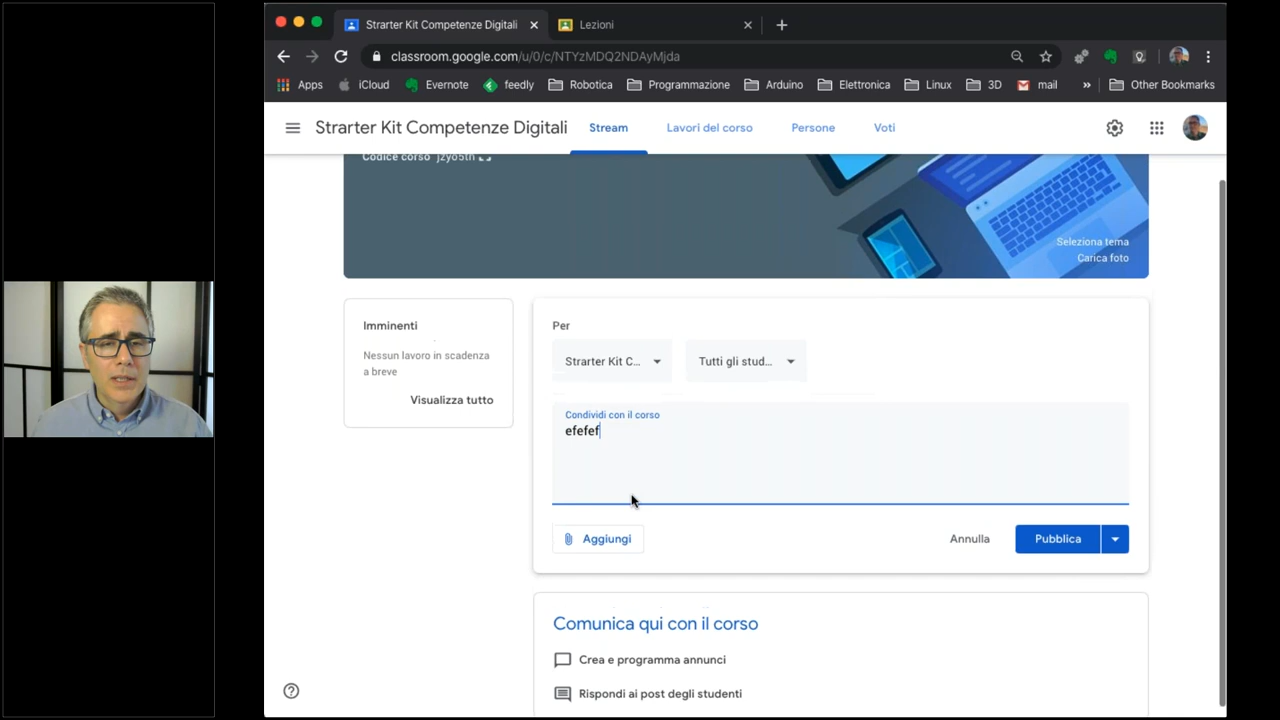 Strarter Kit Competenze Digitali
Lezioni
classroom.google.com/u/0/c/NTYzMDQ2NDAyMjda
Apps iCloud Evernote feedly Robotica Programmazione Arduino Elettronica Linux 3D mail » Other Bookmarks
Strarter Kit Competenze Digitali Stream Lavori del corso Persone Voti
Codice corso jzyo5th
Seleziona tema
Carica foto
Imminenti
Nessun lavoro in scadenza
a breve
Visualizza tutto
Per
Strarter Kit C... Tutti gli stud...
Condividi con il corso
efefef
Aggiungi Annulla Pubblica
Comunica qui con il corso
Crea e programma annunci
Rispondi ai post degli studenti